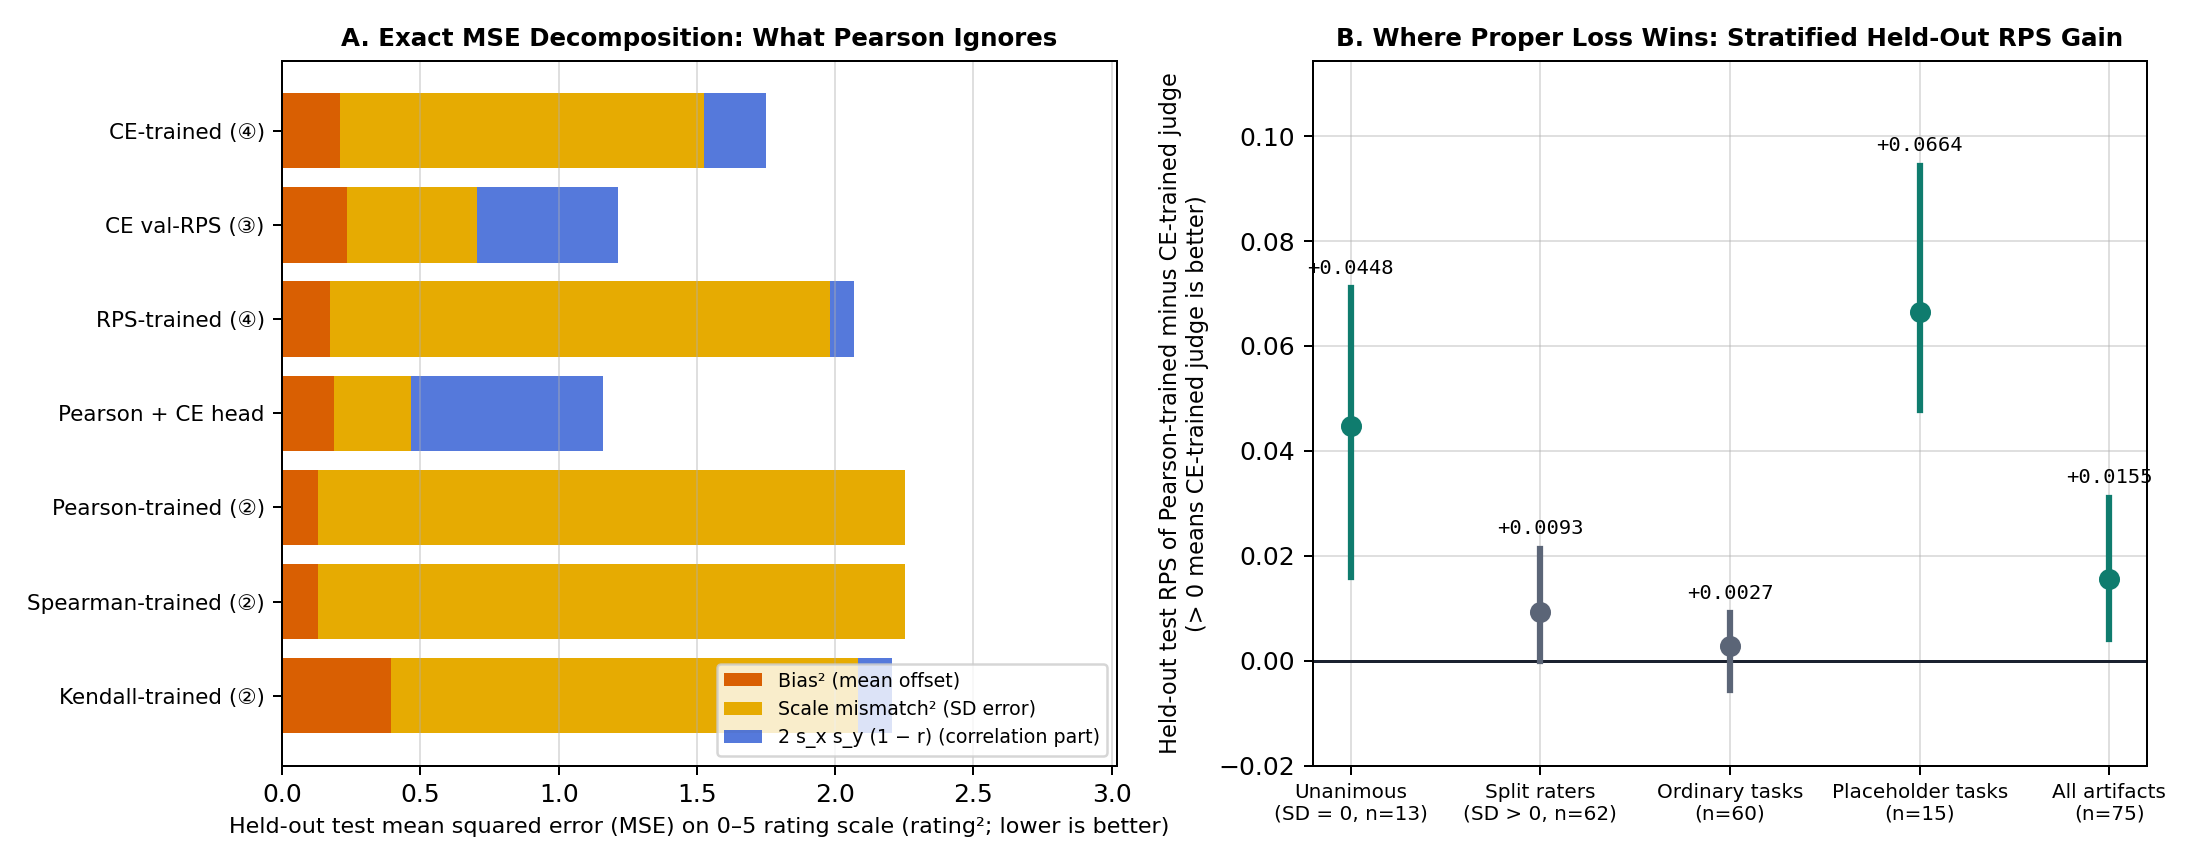 A. Exact MSE Decomposition: What Pearson Ignores
CE-trained (④)
CE val-RPS (③)
RPS-trained (④)
Pearson + CE head
Pearson-trained (②)
Spearman-trained (②)
Kendall-trained (②)
Bias² (mean offset)
Scale mismatch² (SD error)
2 s_x s_y (1 − r) (correlation part)
0.0 0.5 1.0 1.5 2.0 2.5 3.0
Held-out test mean squared error (MSE) on 0–5 rating scale (rating²; lower is better)
B. Where Proper Loss Wins: Stratified Held-Out RPS Gain
Held-out test RPS of Pearson-trained minus CE-trained judge
(> 0 means CE-trained judge is better)
0.10
0.08
0.06
0.04
0.02
0.00
−0.02
+0.0448
+0.0093
+0.0027
+0.0664
+0.0155
Unanimous
(SD = 0, n=13)
Split raters
(SD > 0, n=62)
Ordinary tasks
(n=60)
Placeholder tasks
(n=15)
All artifacts
(n=75)